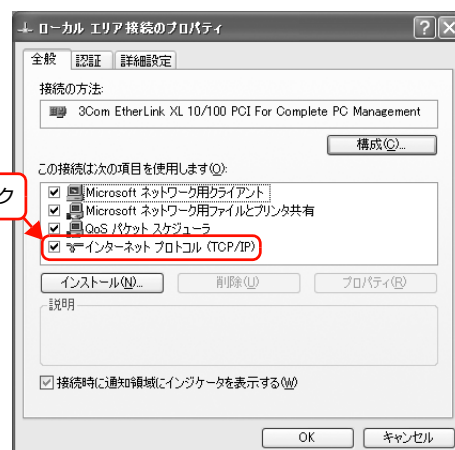 ローカル エリア接続のプロパティ
全般 認証 詳細設定
接続の方法:
3Com EtherLink XL 10/100 PCI For Complete PC Management
構成(C)...
この接続は次の項目を使用します(O):
Microsoft ネットワーク用クライアント
ク
Microsoft ネットワーク用ファイルとプリンタ共有
QoS パケット スケジューラ
インターネット プロトコル (TCP/IP)
インストール(N)... 削除(U) プロパティ(R)
説明
接続時に通知領域にインジケータを表示する(W)
OK キャンセル